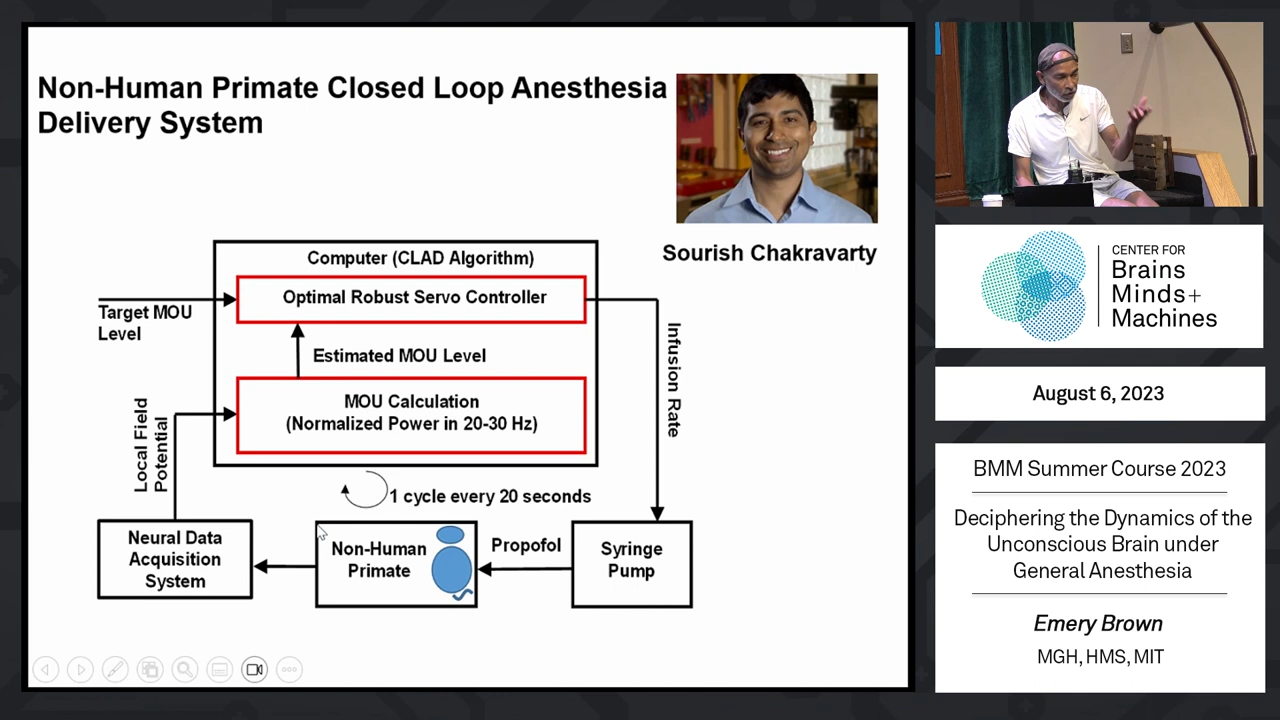 Non-Human Primate Closed Loop Anesthesia
Delivery System
Sourish Chakravarty
Computer (CLAD Algorithm)
Optimal Robust Servo Controller
Target MOU
Level
Estimated MOU Level
MOU Calculation
(Normalized Power in 20-30 Hz)
Infusion Rate
Local Field
Potential
1 cycle every 20 seconds
Neural Data
Acquisition
System
Non-Human
Primate
Propofol
Syringe
Pump
CENTER FOR
Brains
Minds+
Machines
August 6, 2023
BMM Summer Course 2023
Deciphering the Dynamics of the
Unconscious Brain under
General Anesthesia
Emery Brown
MGH, HMS, MIT